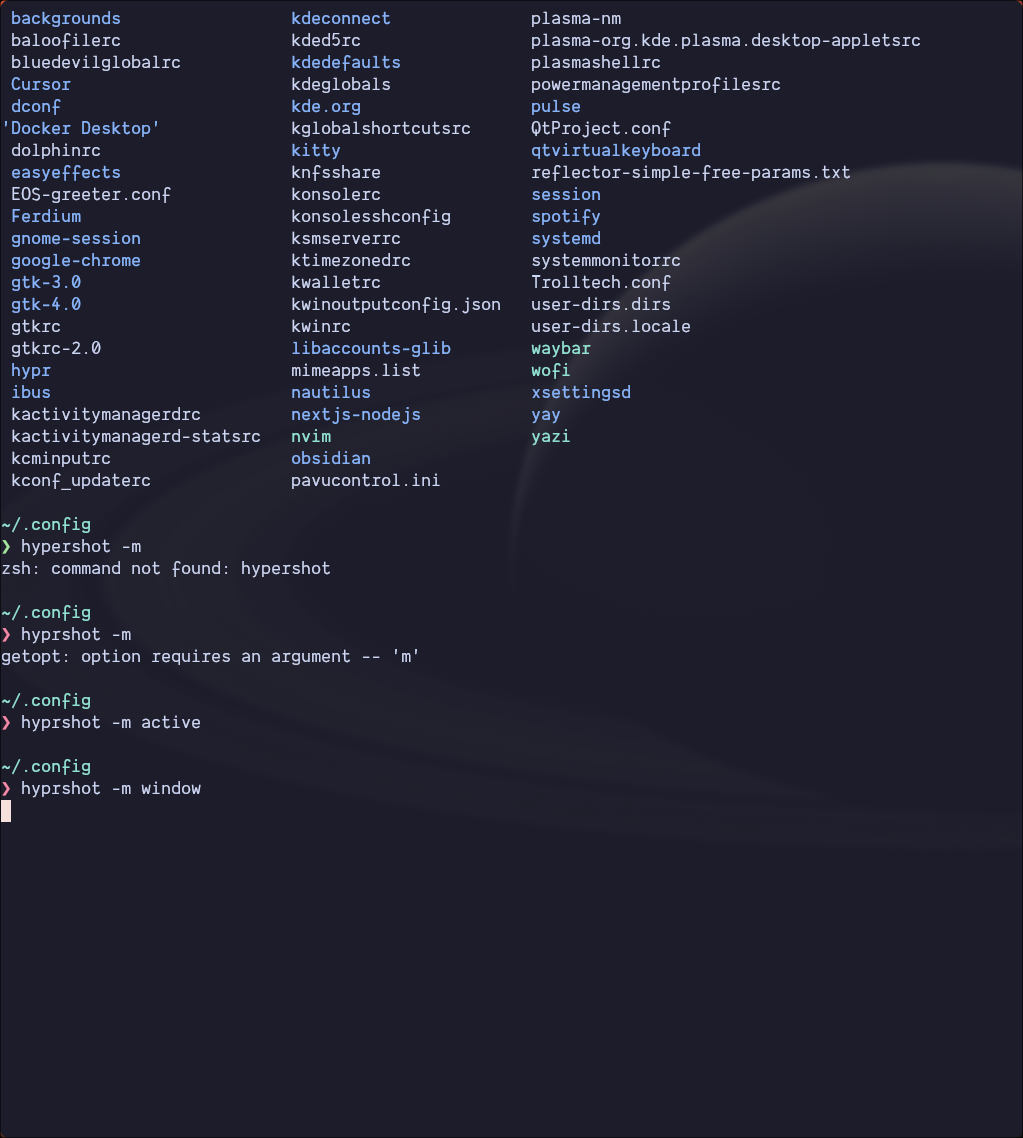 backgrounds kdeconnect plasma-nm
baloofilerc kded5rc plasma-org.kde.plasma.desktop-appletsrc
bluedevilglobalrc kdedefaults plasmashellrc
Cursor kdeglobals powermanagementprofilesrc
dconf kde.org pulse
'Docker Desktop' kglobalshortcutsrc QtProject.conf
dolphinrc kitty qtvirtualkeyboard
easyeffects knfsshare reflector-simple-free-params.txt
EOS-greeter.conf konsolerc session
Ferdium konsolesshconfig spotify
gnome-session ksmserverrc systemd
google-chrome ktimezonedrc systemmonitorrc
gtk-3.0 kwalletrc Trolltech.conf
gtk-4.0 kwinoutputconfig.json user-dirs.dirs
gtkrc kwinrc user-dirs.locale
gtkrc-2.0 libaccounts-glib waybar
hypr mimeapps.list wofi
ibus nautilus xsettingsd
kactivitymanagerdrc nextjs-nodejs yay
kactivitymanagerd-statsrc nvim yazi
kcminputrc obsidian
kconf_updaterc pavucontrol.ini
~/.config
❯ hypershot -m
zsh: command not found: hypershot
~/.config
❯ hyprshot -m
getopt: option requires an argument -- 'm'
~/.config
❯ hyprshot -m active
~/.config
❯ hyprshot -m window